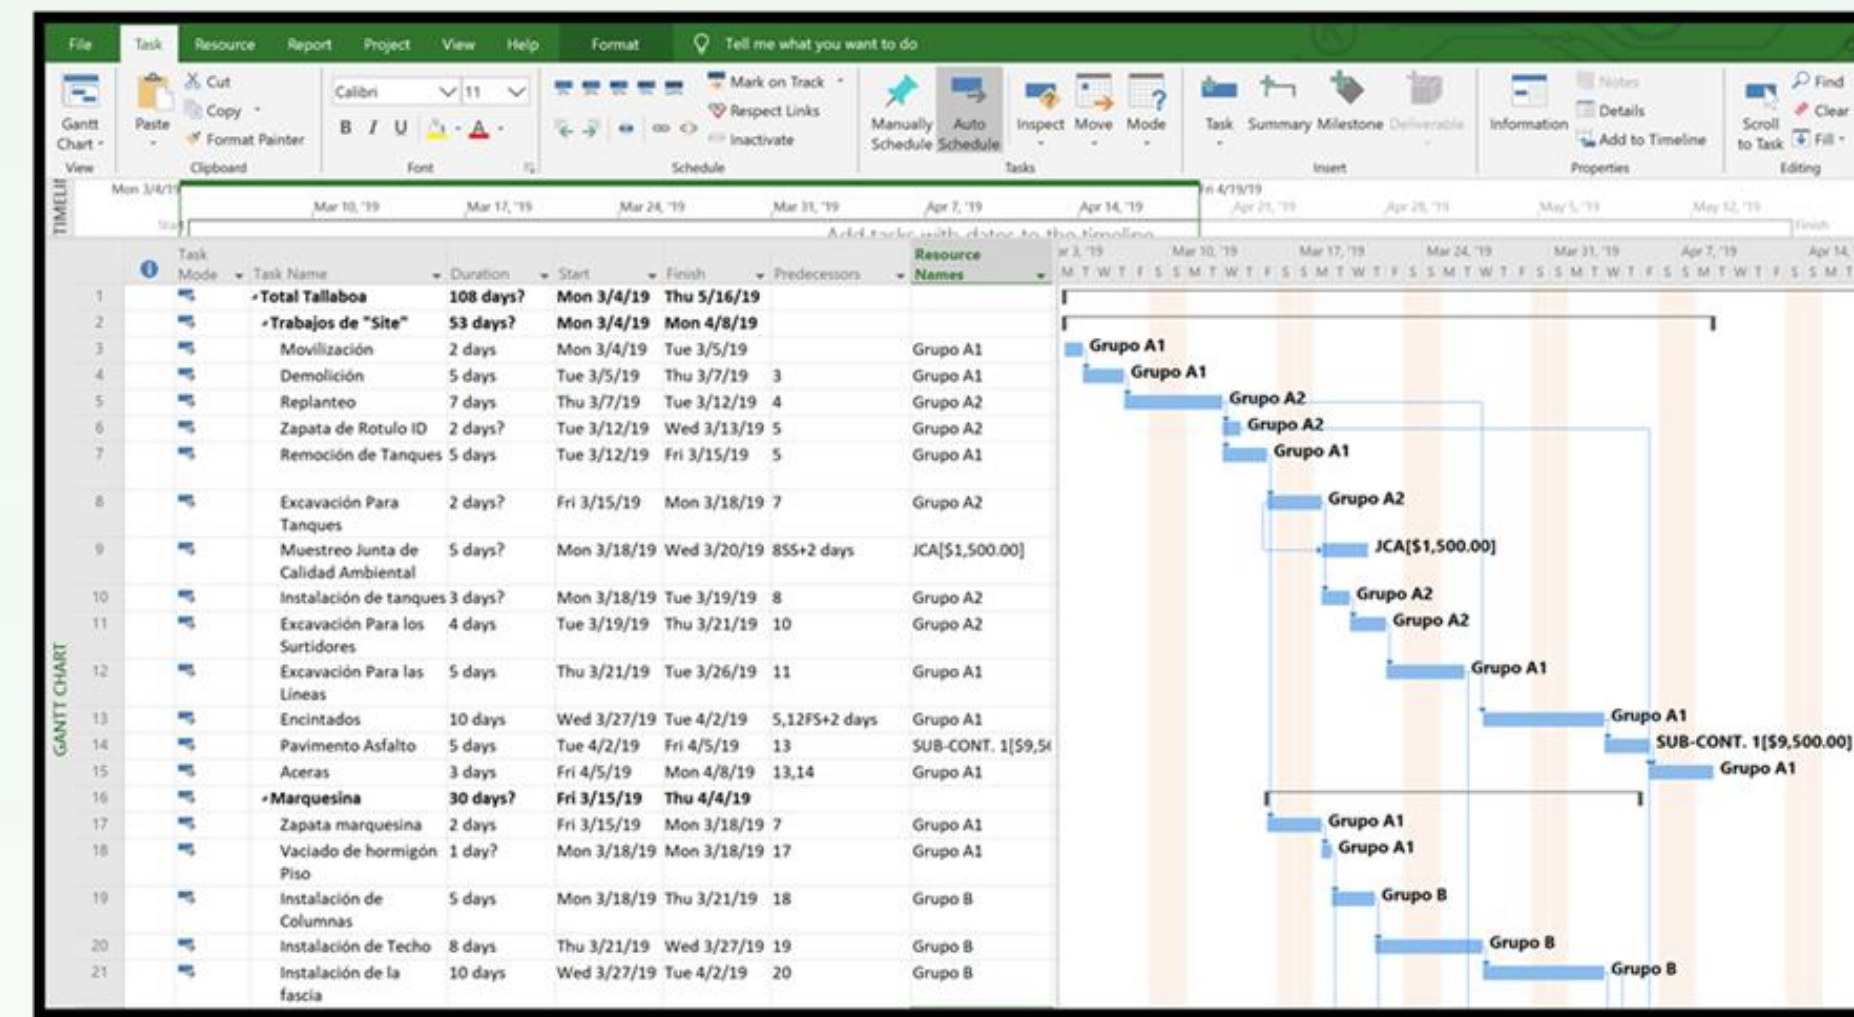 File Task Resource Report Project View Help Format Tell me what you want to do
Gantt Chart
View
Paste
Cut
Copy
Format Painter
Clipboard
Calibri 11
B I U A
Font
Mark on Track
Respect Links
Inactivate
Schedule
Manually Schedule
Auto Schedule
Inspect Move Mode
Tasks
Task Summary Milestone Deliverable
Insert
Information
Notes
Details
Add to Timeline
Properties
Scroll to Task
Find
Clear
Fill
Editing
Mon 3/4/19 Fri 4/19/19
Mar 10, '19 Mar 17, '19 Mar 24, '19 Mar 31, '19 Apr 7, '19 Apr 14, '19 Apr 21, '19 Apr 28, '19 May 5, '19 May 12, '19
Start Add tasks with dates to the timeline Finish
Task Mode Task Name Duration Start Finish Predecessors Resource Names
Mar 10, '19 Mar 17, '19 Mar 24, '19 Mar 31, '19 Apr 7, '19 Apr 14,
M T W T F S S M T W T F S S M T W T F S S M T W T F S S M T W T F S S M T W T F S S M T
GANTT CHART
1 Total Tallaboa 108 days? Mon 3/4/19 Thu 5/16/19
2 Trabajos de "Site" 53 days? Mon 3/4/19 Mon 4/8/19
3 Movilización 2 days Mon 3/4/19 Tue 3/5/19 Grupo A1 Grupo A1
4 Demolición 5 days Tue 3/5/19 Thu 3/7/19 3 Grupo A1 Grupo A1
5 Replanteo 7 days Thu 3/7/19 Tue 3/12/19 4 Grupo A2 Grupo A2
6 Zapata de Rotulo ID 2 days? Tue 3/12/19 Wed 3/13/19 5 Grupo A2 Grupo A2
7 Remoción de Tanques 5 days Tue 3/12/19 Fri 3/15/19 5 Grupo A1 Grupo A1
8 Excavación Para 2 days? Fri 3/15/19 Mon 3/18/19 7 Grupo A2 Grupo A2
Tanques
9 Muestreo Junta de 5 days? Mon 3/18/19 Wed 3/20/19 8SS+2 days JCA[$1,500.00] JCA[$1,500.00]
Calidad Ambiental
10 Instalación de tanques 3 days? Mon 3/18/19 Tue 3/19/19 8 Grupo A2 Grupo A2
11 Excavación Para los 4 days Tue 3/19/19 Thu 3/21/19 10 Grupo A2 Grupo A2
Surtidores
12 Excavación Para las 5 days Thu 3/21/19 Tue 3/26/19 11 Grupo A1 Grupo A1
Líneas
13 Encintados 10 days Wed 3/27/19 Tue 4/2/19 5,12FS+2 days Grupo A1 Grupo A1
14 Pavimento Asfalto 5 days Tue 4/2/19 Fri 4/5/19 13 SUB-CONT. 1[$9,5 SUB-CONT. 1[$9,500.00]
15 Aceras 3 days Fri 4/5/19 Mon 4/8/19 13,14 Grupo A1 Grupo A1
16 Marquesina 30 days? Fri 3/15/19 Thu 4/4/19
17 Zapata marquesina 2 days Fri 3/15/19 Mon 3/18/19 7 Grupo A1 Grupo A1
18 Vaciado de hormigón 1 day? Mon 3/18/19 Mon 3/18/19 17 Grupo A1 Grupo A1
Piso
19 Instalación de 5 days Mon 3/18/19 Thu 3/21/19 18 Grupo B Grupo B
Columnas
20 Instalación de Techo 8 days Thu 3/21/19 Wed 3/27/19 19 Grupo B Grupo B
21 Instalación de la 10 days Wed 3/27/19 Tue 4/2/19 20 Grupo B Grupo B
fascia